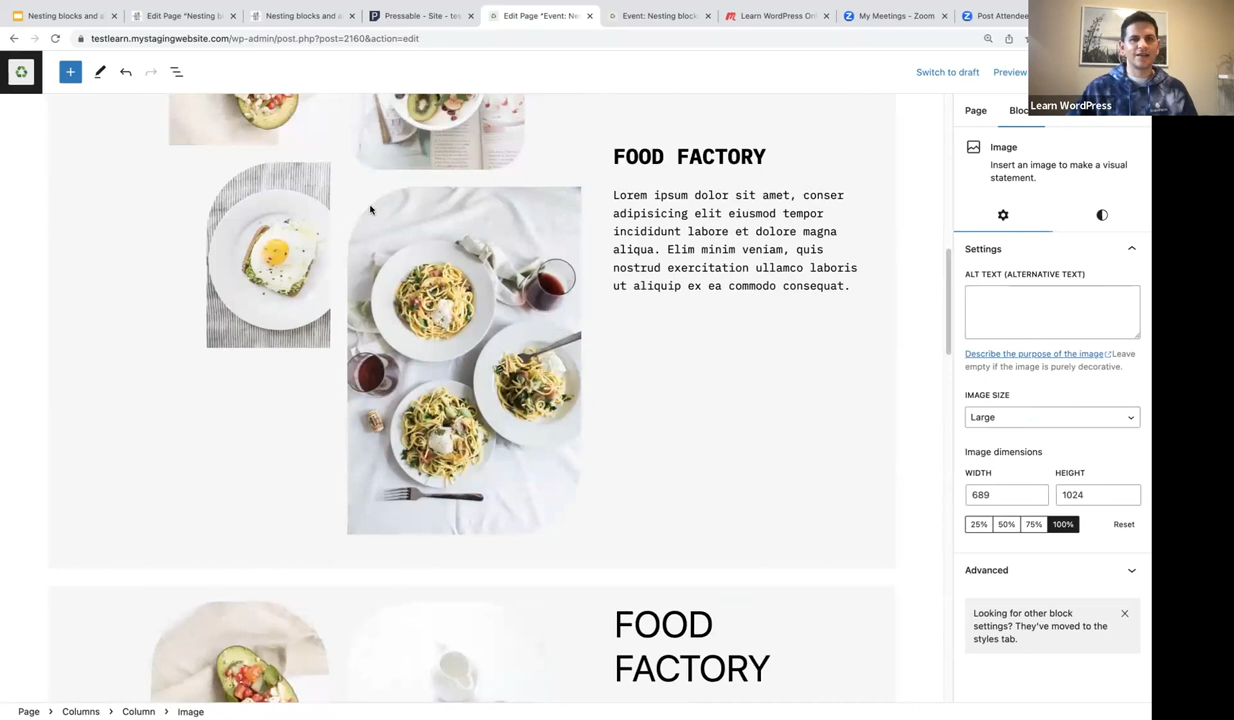 Nesting blocks and a
Edit Page "Nesting bl
Nesting blocks and a
Pressable - Site - tes
Edit Page "Event: Ne
Event: Nesting block
Learn WordPress Onl
My Meetings - Zoom
Post Attendee
testlearn.mystagingwebsite.com/wp-admin/post.php?post=2160&action=edit
Switch to draft
Preview
Learn WordPress
Page
Bloc
Image
Insert an image to make a visual
statement.
FOOD FACTORY
Lorem ipsum dolor sit amet, conser
adipisicing elit eiusmod tempor
incididunt labore et dolore magna
aliqua. Elim minim veniam, quis
nostrud exercitation ullamco laboris
ut aliquip ex ea commodo consequat.
Settings
ALT TEXT (ALTERNATIVE TEXT)
Describe the purpose of the image Leave
empty if the image is purely decorative.
IMAGE SIZE
Large
Image dimensions
WIDTH
HEIGHT
689
1024
25%
50%
75%
100%
Reset
Advanced
Looking for other block
settings? They've moved to the
styles tab.
FOOD
FACTORY
Page > Columns > Column > Image